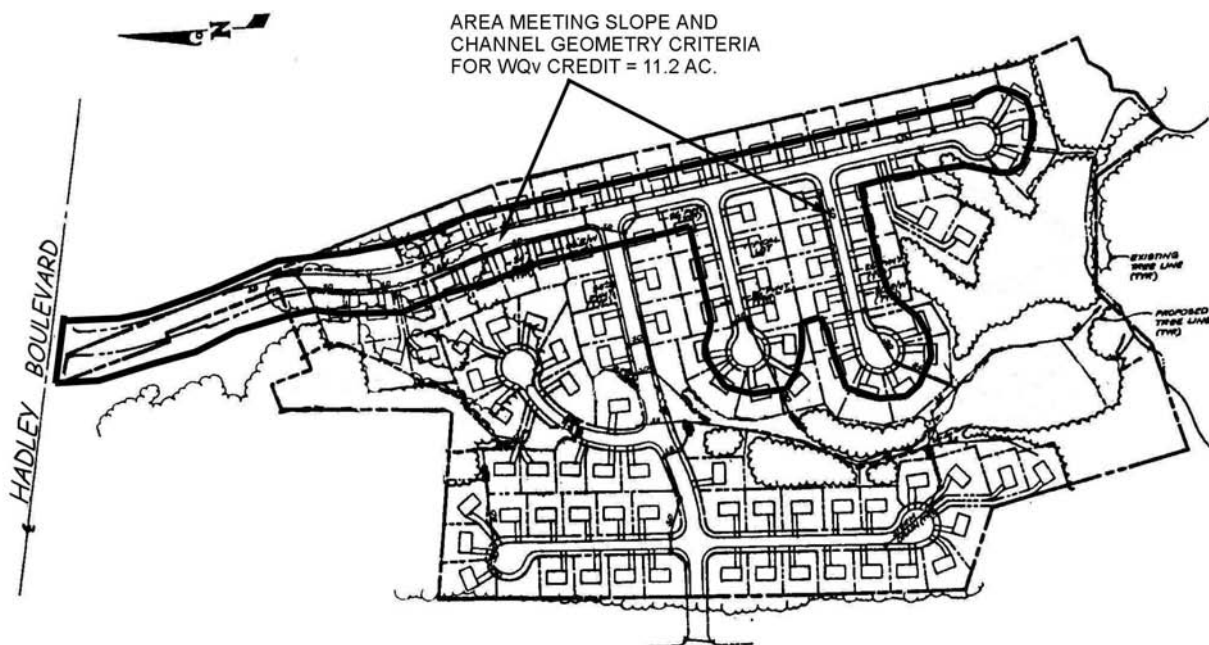 N
AREA MEETING SLOPE AND
CHANNEL GEOMETRY CRITERIA
FOR WQv CREDIT = 11.2 AC.
HADLEY BOULEVARD
EXISTING
TREE LINE
(TYP.)
PROPOSED
TREE LINE
(TYP.)